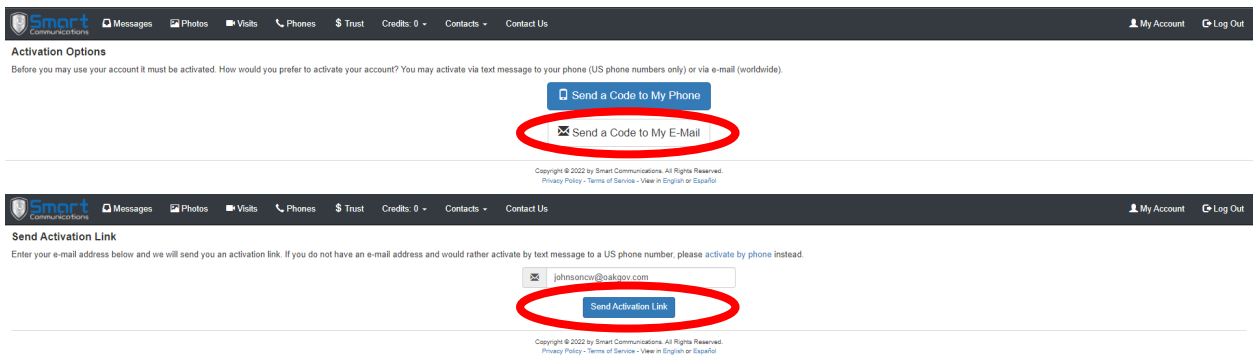 Smart Communications Messages Photos Visits Phones $ Trust Credits: 0 Contacts Contact Us My Account Log Out
Activation Options
Before you may use your account it must be activated. How would you prefer to activate your account? You may activate via text message to your phone (US phone numbers only) or via e-mail (worldwide).
Send a Code to My Phone
Send a Code to My E-Mail
Copyright © 2022 by Smart Communications. All Rights Reserved.
Privacy Policy - Terms of Service - View in English or Español
Smart Communications Messages Photos Visits Phones $ Trust Credits: 0 Contacts Contact Us My Account Log Out
Send Activation Link
Enter your e-mail address below and we will send you an activation link. If you do not have an e-mail address and would rather activate by text message to a US phone number, please activate by phone instead.
johnsoncw@oakgov.com
Send Activation Link
Copyright © 2022 by Smart Communications. All Rights Reserved.
Privacy Policy - Terms of Service - View in English or Español